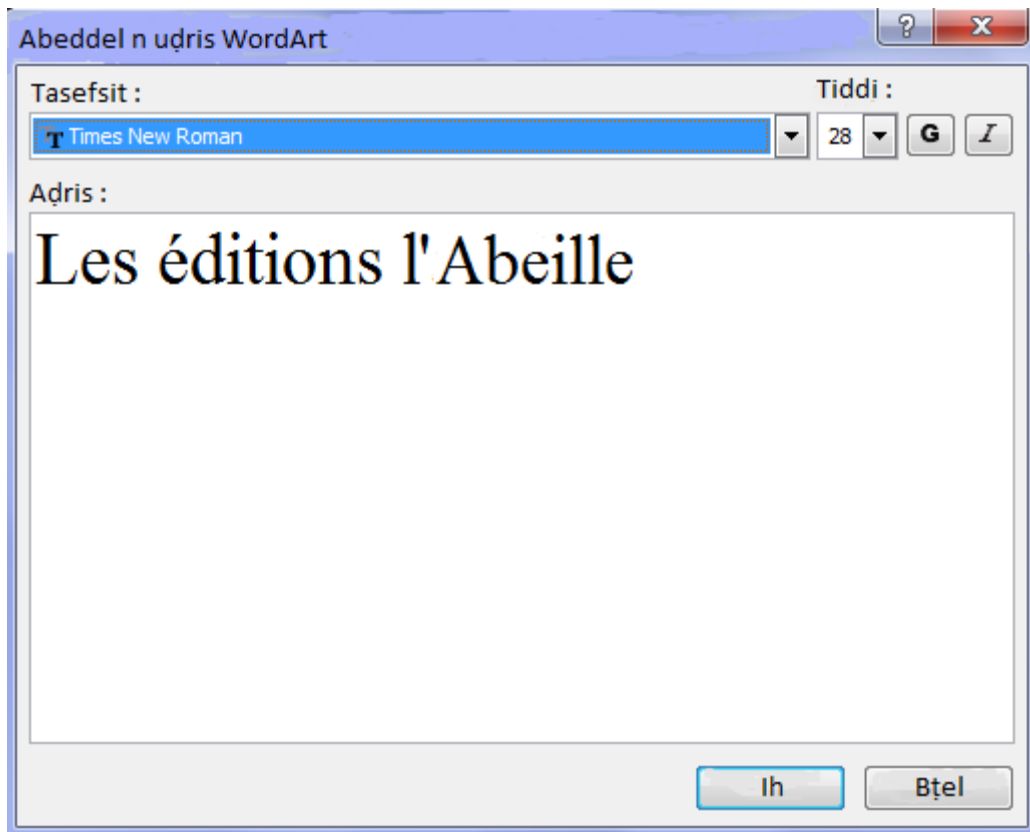 Abeddel n uḍris WordArt
Tasefsit :
Tiddi :
Times New Roman
28
G
I
Aḍris :
Les éditions l'Abeille
Ih
Bṭel